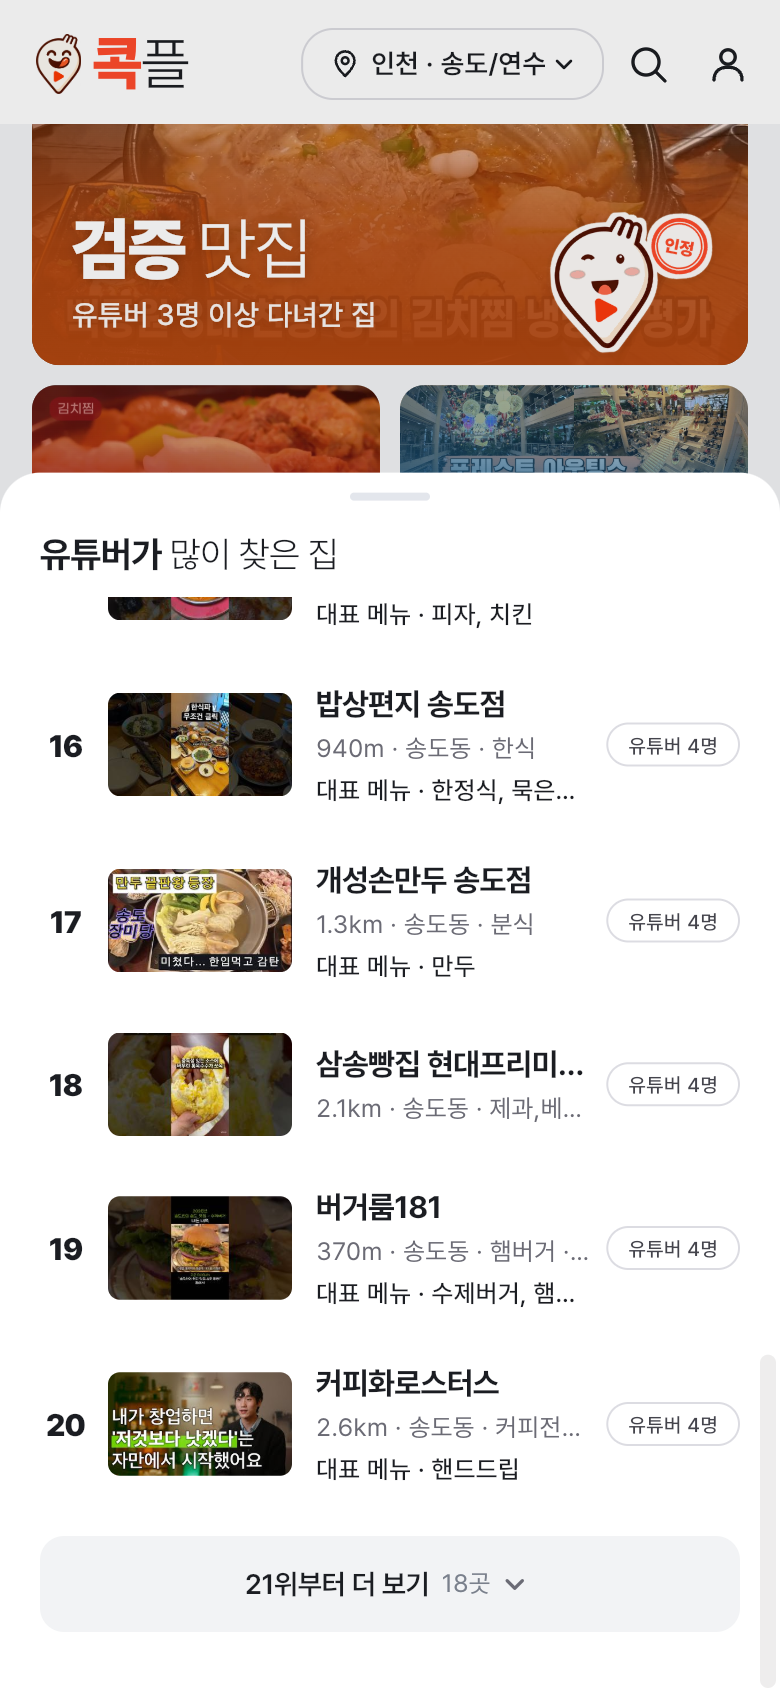 콕플
인천 · 송도/연수
검증 맛집
유튜버 3명 이상 다녀간 집
인정
김치찜
유튜버가 많이 찾은 집
대표 메뉴 · 피자, 치킨
16
한식파
무조건 클릭
밥상편지 송도점
940m · 송도동 · 한식
대표 메뉴 · 한정식, 묵은...
유튜버 4명
17
만두 끝판왕 등장
송도
장미당
미쳤다... 한입먹고 감탄
개성손만두 송도점
1.3km · 송도동 · 분식
대표 메뉴 · 만두
유튜버 4명
18
삼송빵집 현대프리미...
2.1km · 송도동 · 제과,베...
유튜버 4명
19
버거룸181
370m · 송도동 · 햄버거 ·...
대표 메뉴 · 수제버거, 햄...
유튜버 4명
20
내가 창업하면
'저것보다 낫겠다'는
자만에서 시작했어요
커피화로스터스
2.6km · 송도동 · 커피전...
대표 메뉴 · 핸드드립
유튜버 4명
21위부터 더 보기 18곳